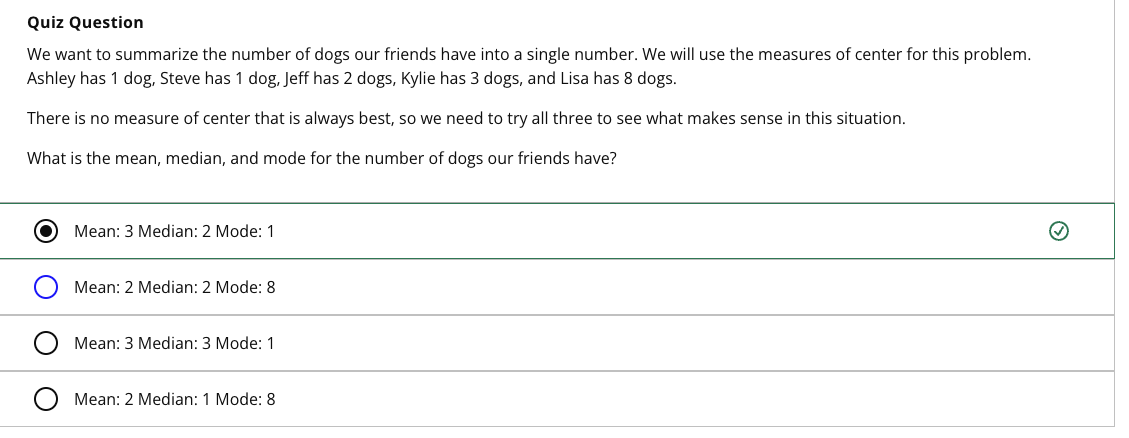 Quiz Question
We want to summarize the number of dogs our friends have into a single number. We will use the measures of center for this problem.
Ashley has 1 dog, Steve has 1 dog, Jeff has 2 dogs, Kylie has 3 dogs, and Lisa has 8 dogs.
There is no measure of center that is always best, so we need to try all three to see what makes sense in this situation.
What is the mean, median, and mode for the number of dogs our friends have?
Mean: 3 Median: 2 Mode: 1
Mean: 2 Median: 2 Mode: 8
Mean: 3 Median: 3 Mode: 1
Mean: 2 Median: 1 Mode: 8